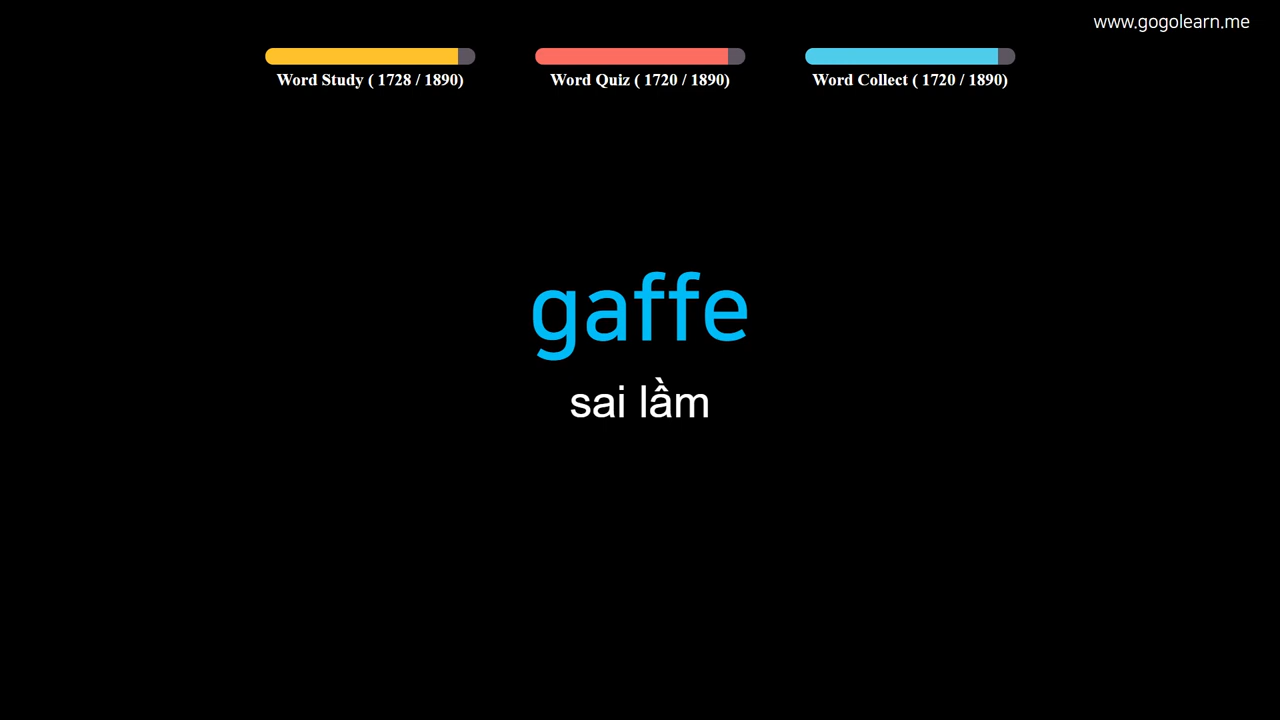 www.gogolearn.me
Word Study ( 1728 / 1890) Word Quiz ( 1720 / 1890) Word Collect ( 1720 / 1890)
gaffe
sai lầm